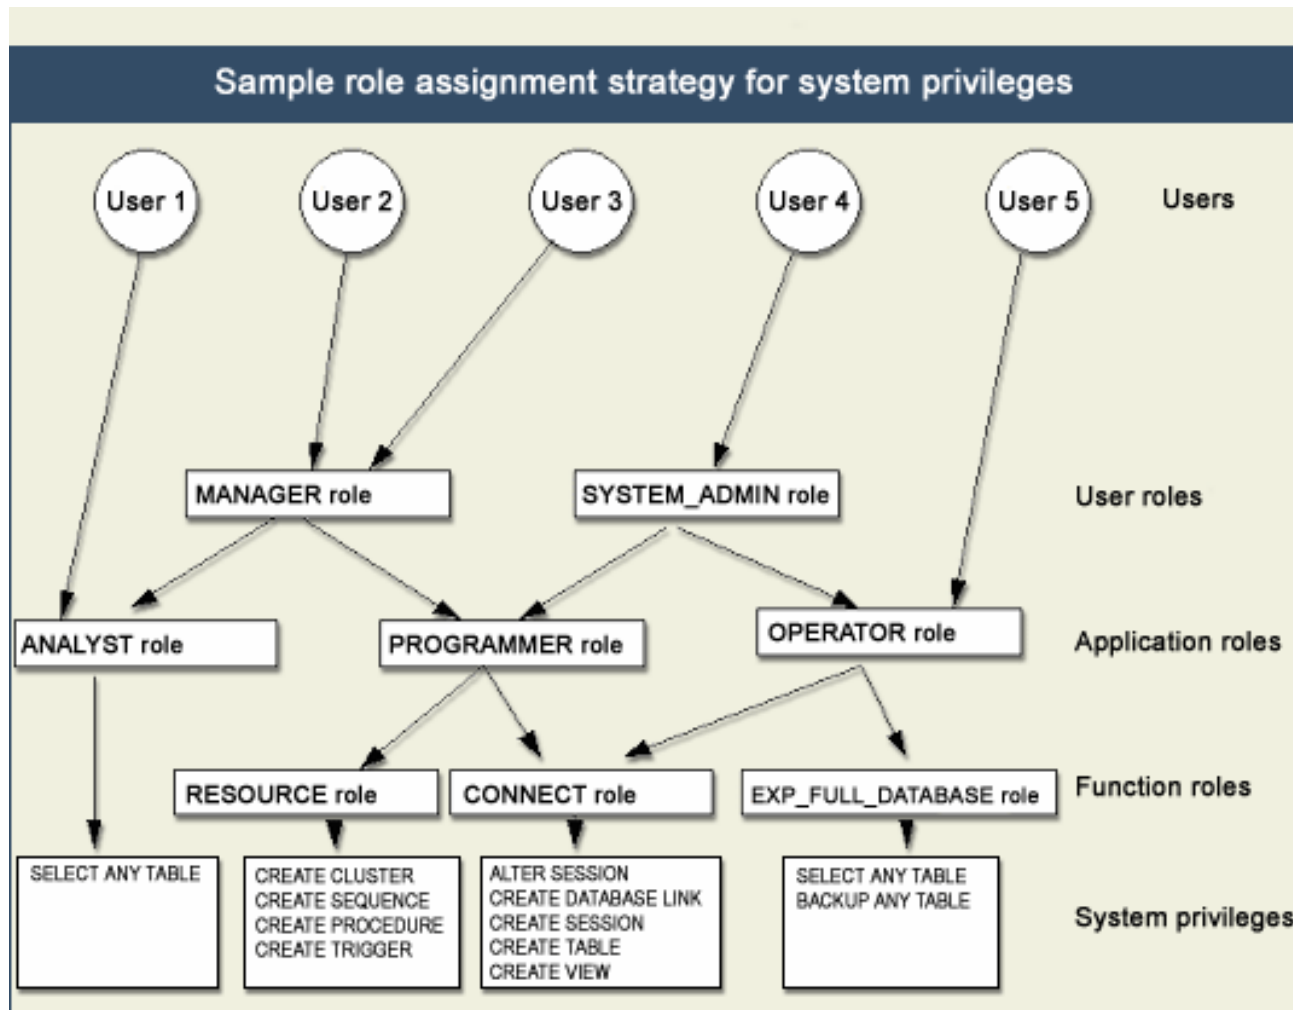 Sample role assignment strategy for system privileges
User 1
User 2
User 3
User 4
User 5
Users
MANAGER role
SYSTEM_ADMIN role
User roles
ANALYST role
PROGRAMMER role
OPERATOR role
Application roles
RESOURCE role
CONNECT role
EXP_FULL_DATABASE role
Function roles
SELECT ANY TABLE
CREATE CLUSTER
CREATE SEQUENCE
CREATE PROCEDURE
CREATE TRIGGER
ALTER SESSION
CREATE DATABASE LINK
CREATE SESSION
CREATE TABLE
CREATE VIEW
SELECT ANY TABLE
BACKUP ANY TABLE
System privileges